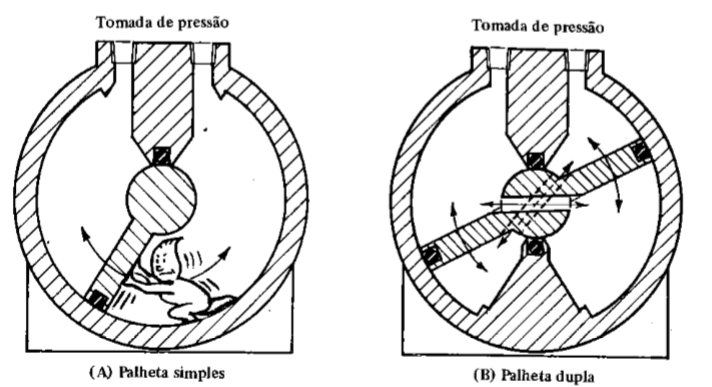 Tomada de pressão
Tomada de pressão
(A) Palheta simples
(B) Palheta dupla